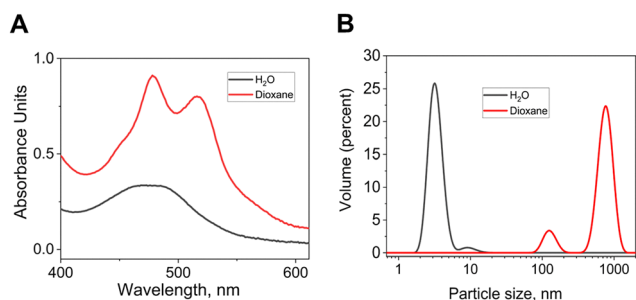 A
Absorbance Units
1.0
0.5
0.0
400
500
600
Wavelength, nm
H₂O
Dioxane
B
Volume (percent)
30
25
20
15
10
5
0
1
10
100
1000
Particle size, nm
H₂O
Dioxane